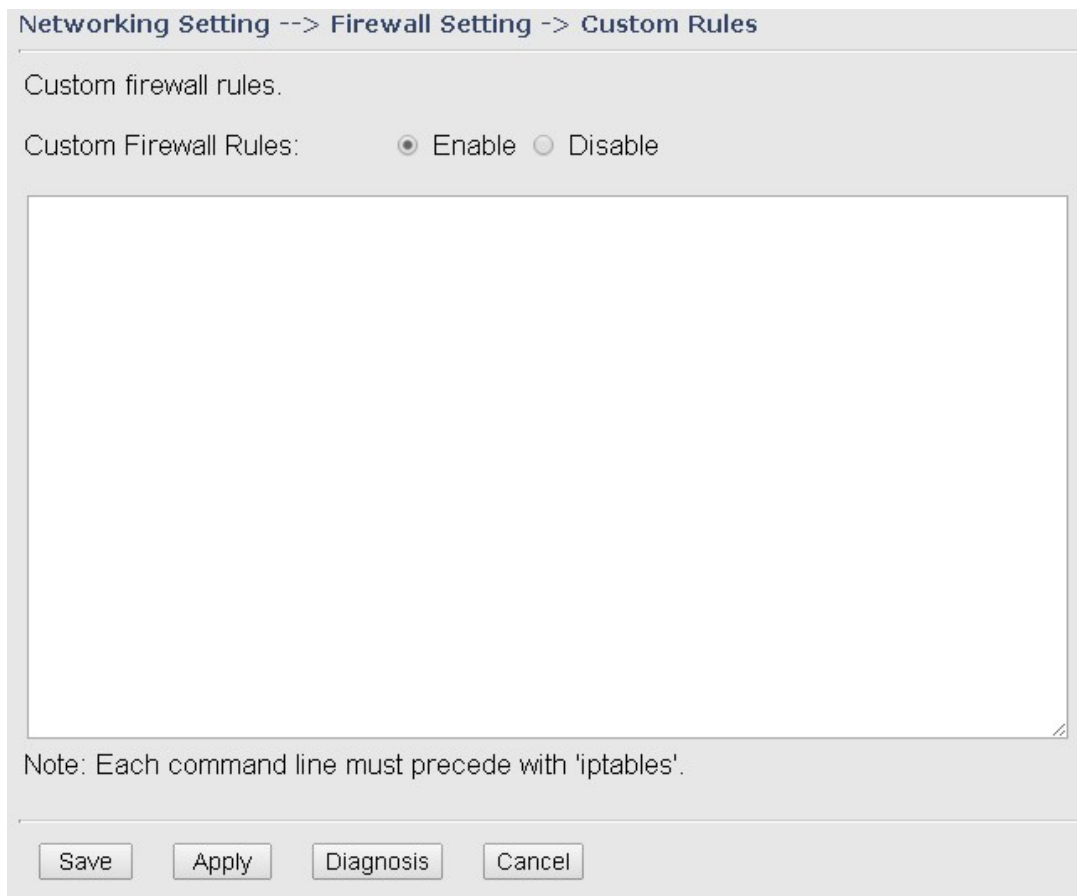 Networking Setting --> Firewall Setting -> Custom Rules
Custom firewall rules.
Custom Firewall Rules: Enable Disable
Note: Each command line must precede with 'iptables'.
Save Apply Diagnosis Cancel